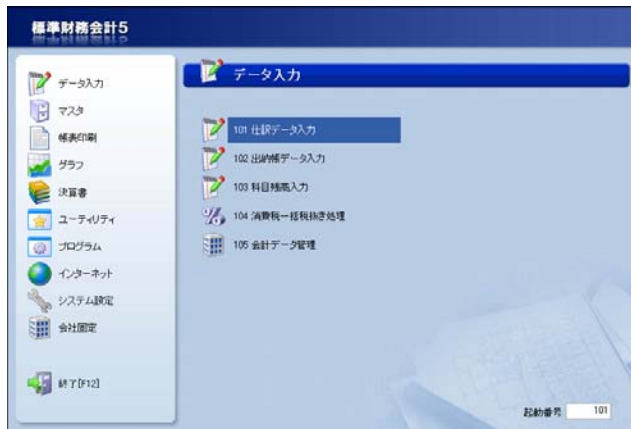 標準財務会計5
データ入力
マスタ
帳表印刷
グラフ
決算書
ユーティリティ
プログラム
インターネット
システム設定
会社固定
終了[F12]
データ入力
101 仕訳データ入力
102 出納帳データ入力
103 科目残高入力
104 消費税一括税抜き処理
105 会計データ管理
起動番号 101